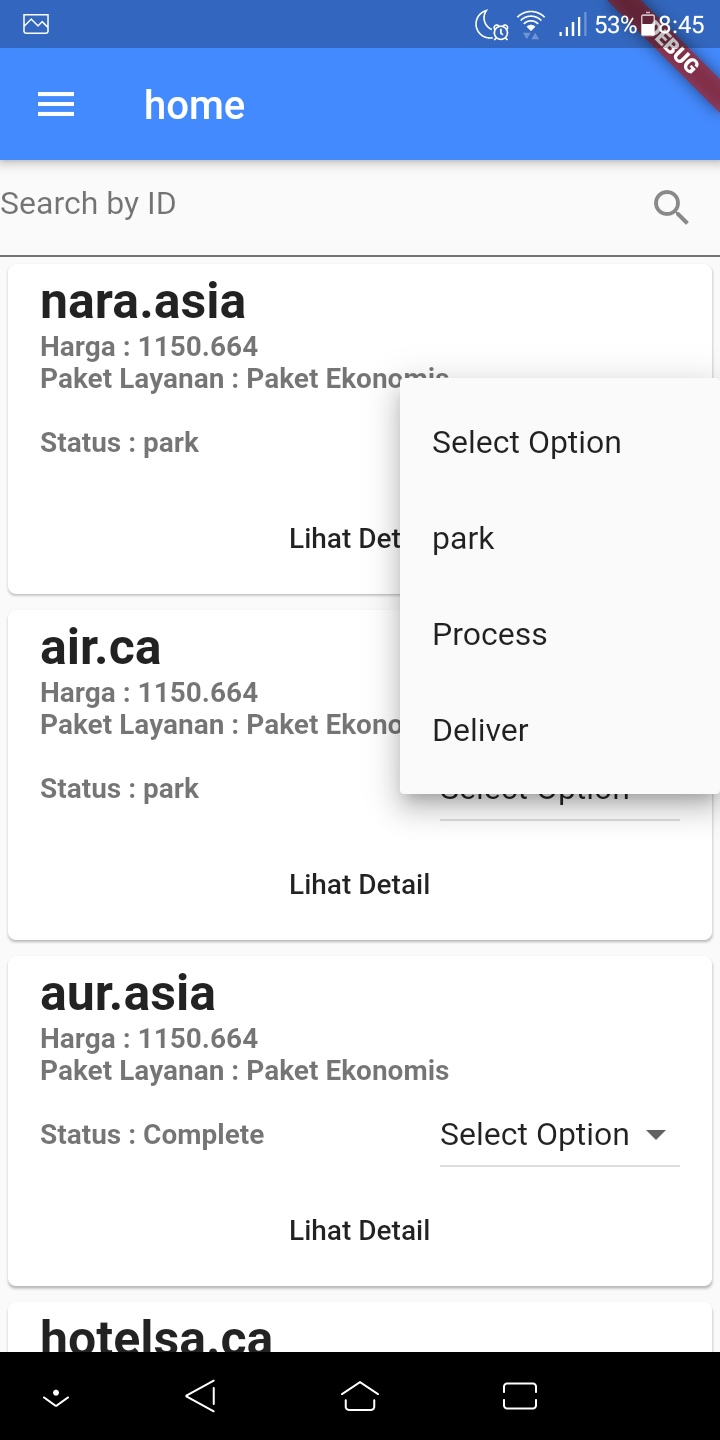 53% 8:45
DEBUG
home
Search by ID
nara.asia
Harga : 1150.664
Paket Layanan : Paket Ekonomis
Status : park
Lihat Det
Select Option
park
Process
Deliver
air.ca
Harga : 1150.664
Paket Layanan : Paket Ekono
Status : park
Select Option
Lihat Detail
aur.asia
Harga : 1150.664
Paket Layanan : Paket Ekonomis
Status : Complete
Select Option
Lihat Detail
hotelsa.ca